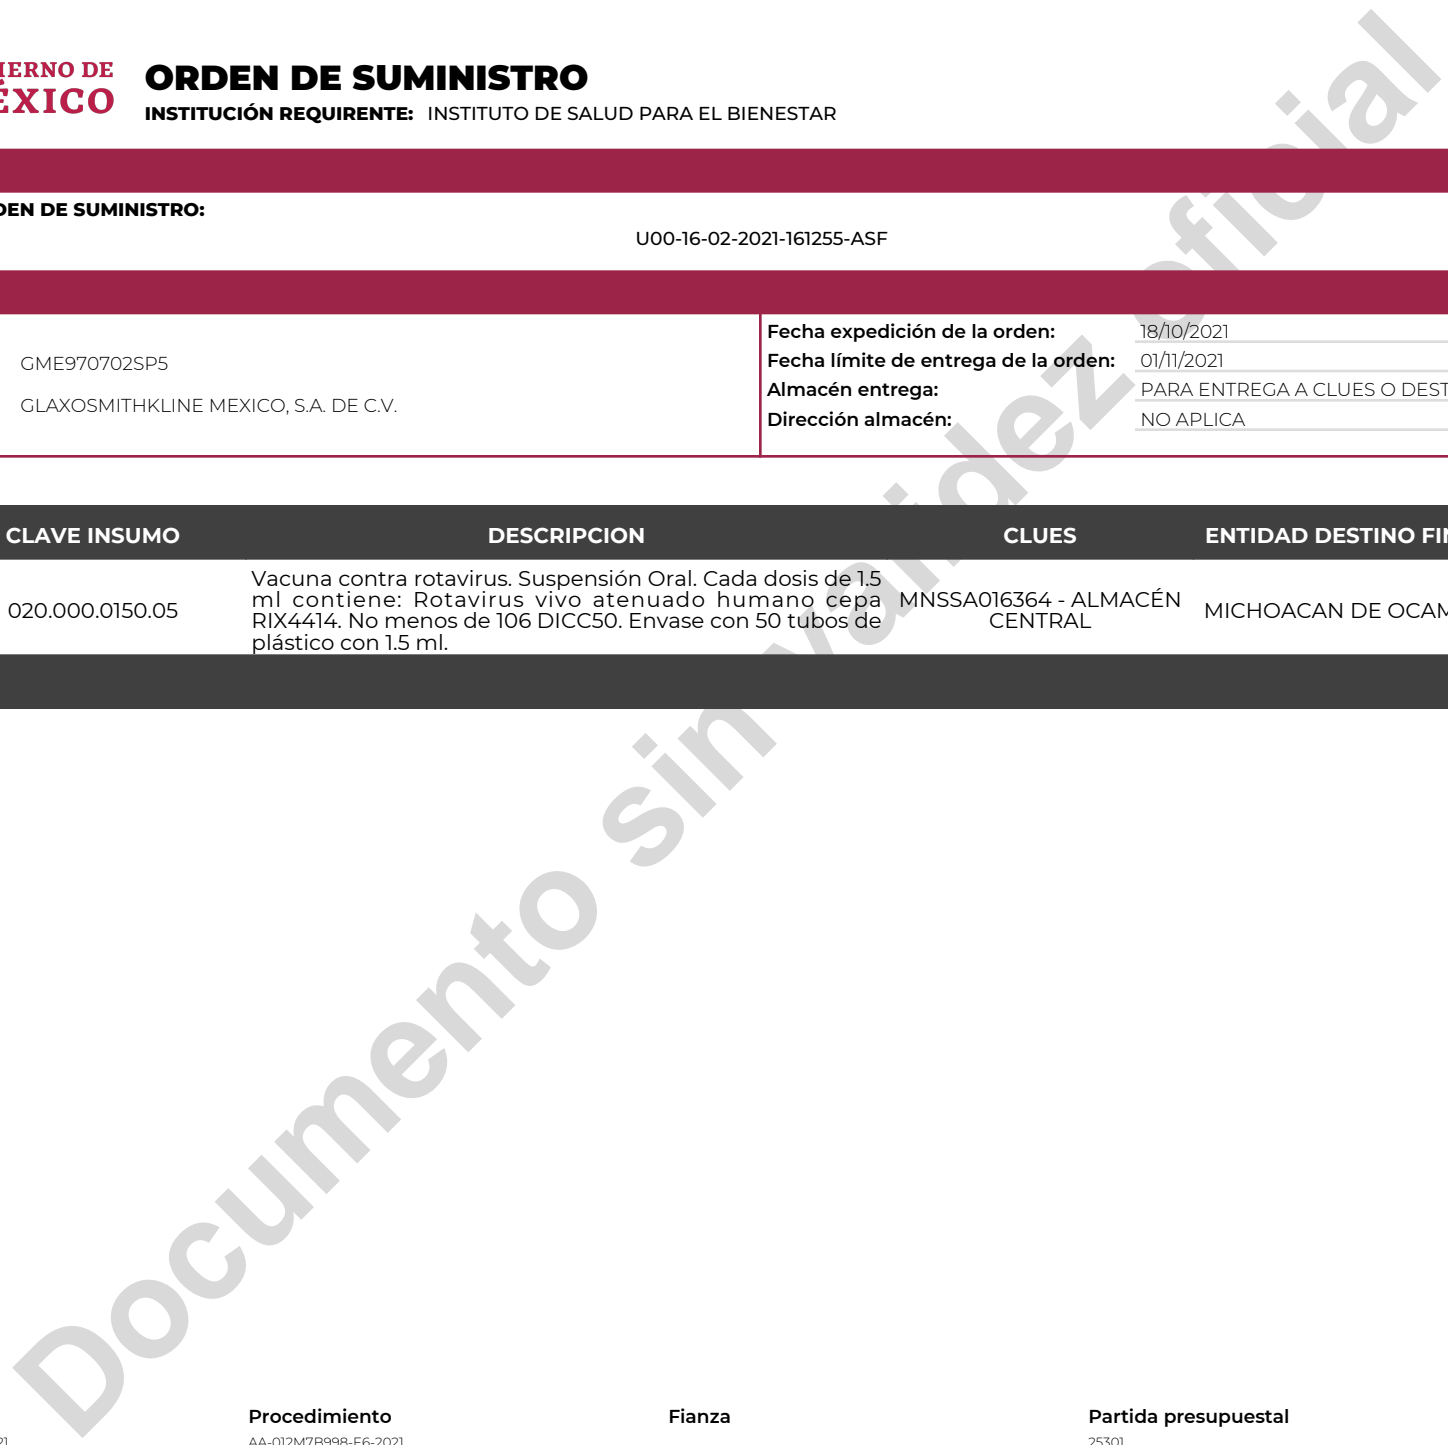 ORDEN DE SUMINISTRO
INSTITUCIÓN REQUIRENTE: INSTITUTO DE SALUD PARA EL BIENESTAR
DE
ÉXICO
DE SUMINISTRO:
U00-16-02-2021-161255-ASF
GME970702SP5
GLAXOSMITHKLINE MEXICO, S.A. DE C.V.
Fecha expedición de la orden: 18/10/2021
Fecha límite de entrega de la orden: 01/11/2021
Almacén entrega: PARA ENTREGA A CLUES O
Dirección almacén: NO APLICA
CLAVE INSUMO DESCRIPCION CLUES ENTIDAD DESTINO
020.000.0150.05
Vacuna contra rotavirus. Suspensión Oral. Cada dosis de 1.5
ml contiene: Rotavirus vivo atenuado humano cepa
RIX4414. No menos de 106 DICC50. Envase con 50 tubos de
plástico con 1.5 ml.
MNSSA016364 - ALMACÉN
CENTRAL
MICHOACAN DE
Documento sin validez oficial
Procedimiento Fianza Partida presupuestal
AA-012M7B998-E6-2021 25301